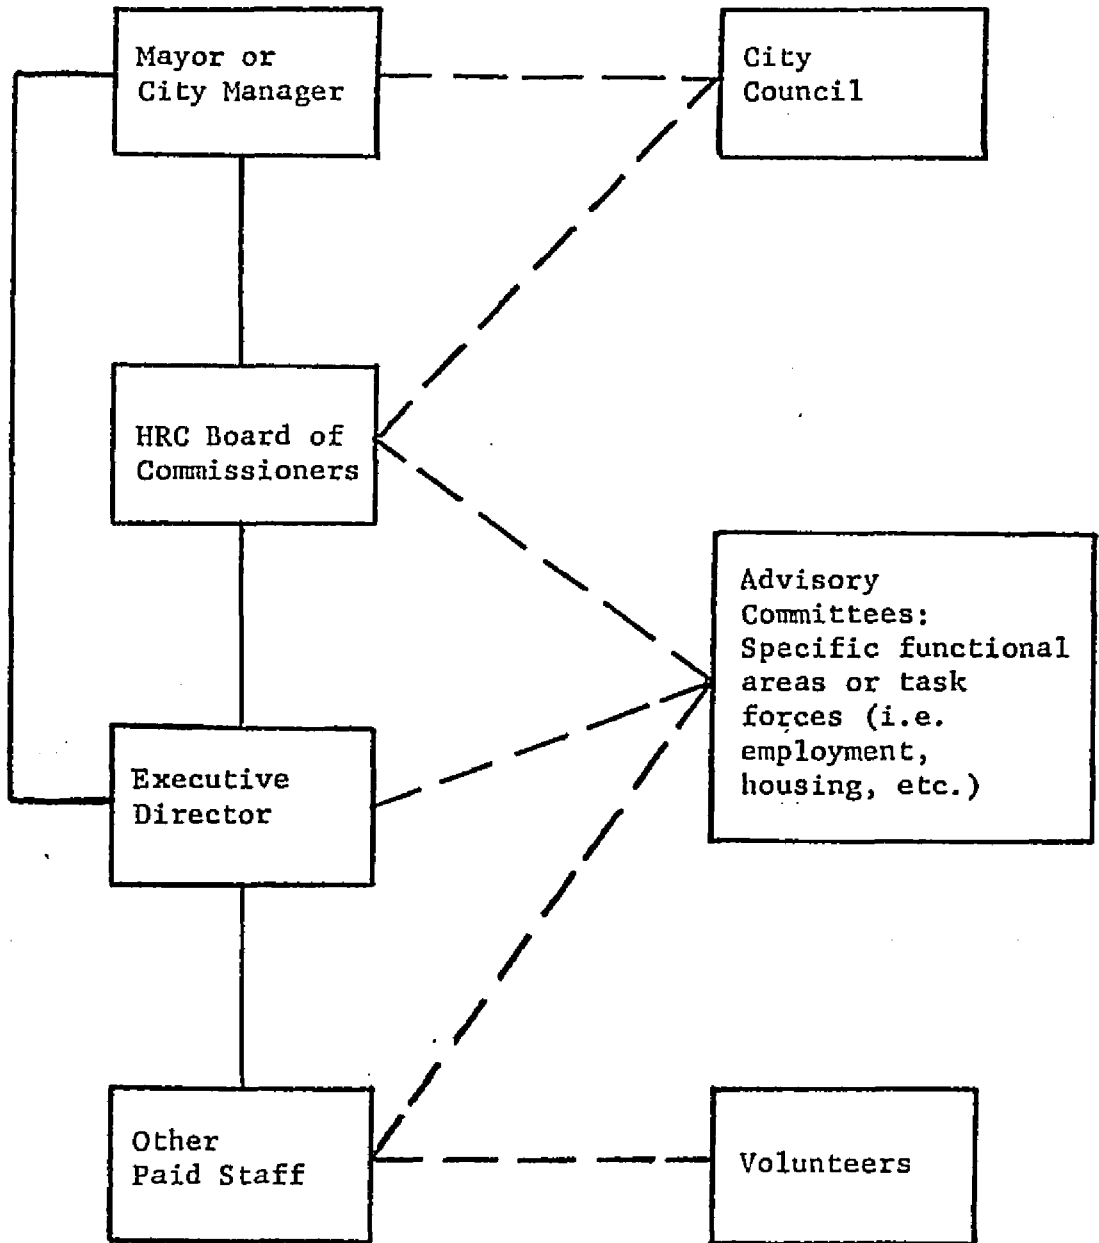 Mayor or
City Manager
City
Council
HRC Board of
Commissioners
Advisory
Committees:
Specific functional
areas or task
forces (i.e.
employment,
housing, etc.)
Executive
Director
Other
Paid Staff
Volunteers